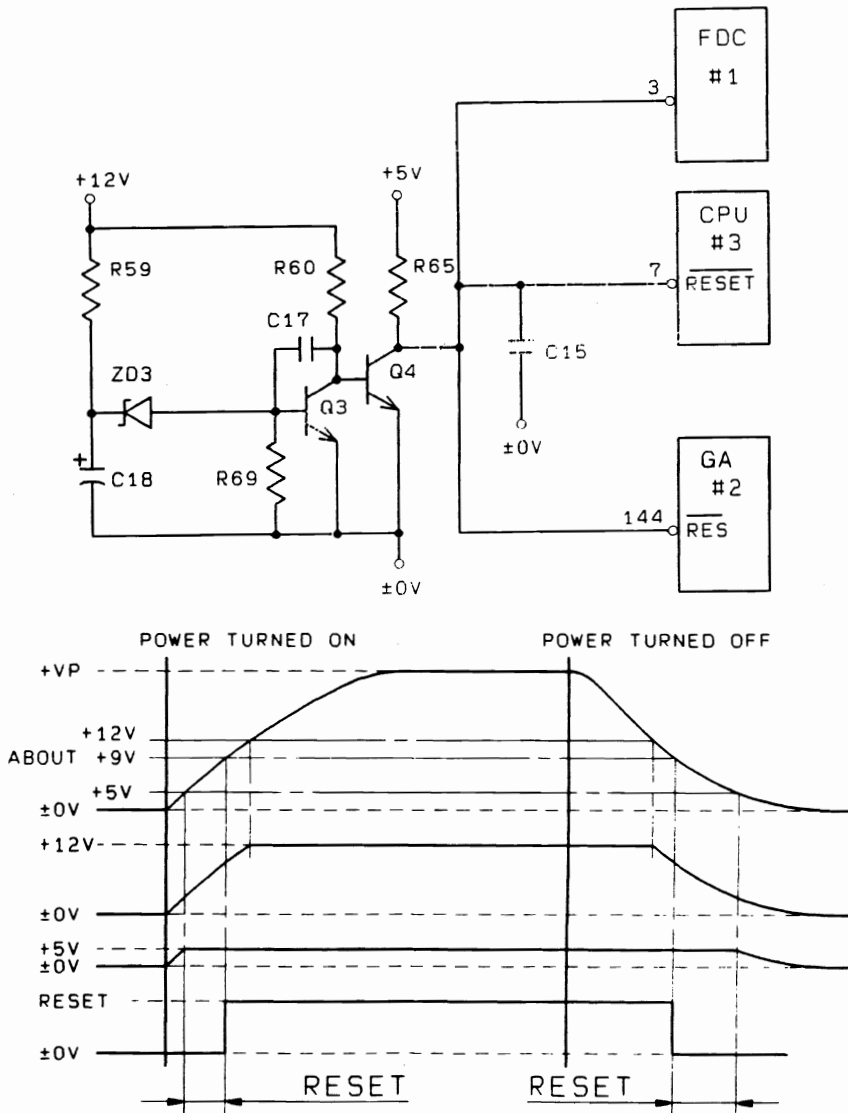 FDC
#1
3
+12V
+5V
CPU
#3
R59
R60
R65
7
RESET
C17
ZD3
Q4
C15
Q3
±0V
GA
#2
+
C18
R69
144
RES
±0V
POWER TURNED ON
POWER TURNED OFF
+VP
+12V
ABOUT +9V
+5V
±0V
+12V
±0V
+5V
±0V
RESET
±0V
RESET
RESET